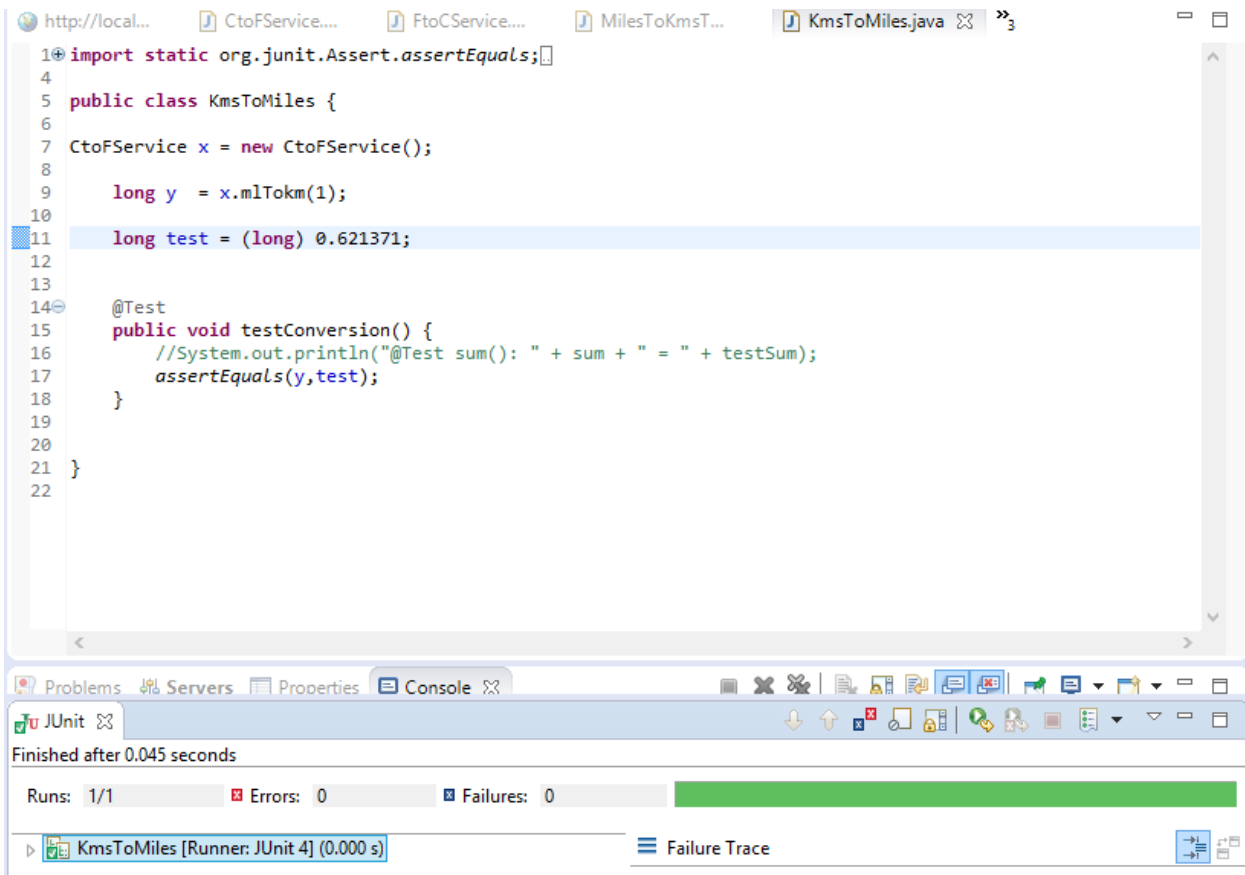 http://local... CtoFService.... FtoCService.... MilesToKmsT... KmsToMiles.java »3
1 import static org.junit.Assert.assertEquals;
4
5 public class KmsToMiles {
6
7 CtoFService x = new CtoFService();
8
9 long y  = x.mlTokm(1);
10
11 long test = (long) 0.621371;
12
13
14 @Test
15 public void testConversion() {
16 //System.out.println("@Test sum(): " + sum + " = " + testSum);
17 assertEquals(y,test);
18 }
19
20
21 }
22
Problems Servers Properties Console
JUnit
Finished after 0.045 seconds
Runs: 1/1 Errors: 0 Failures: 0
KmsToMiles [Runner: JUnit 4] (0.000 s) Failure Trace